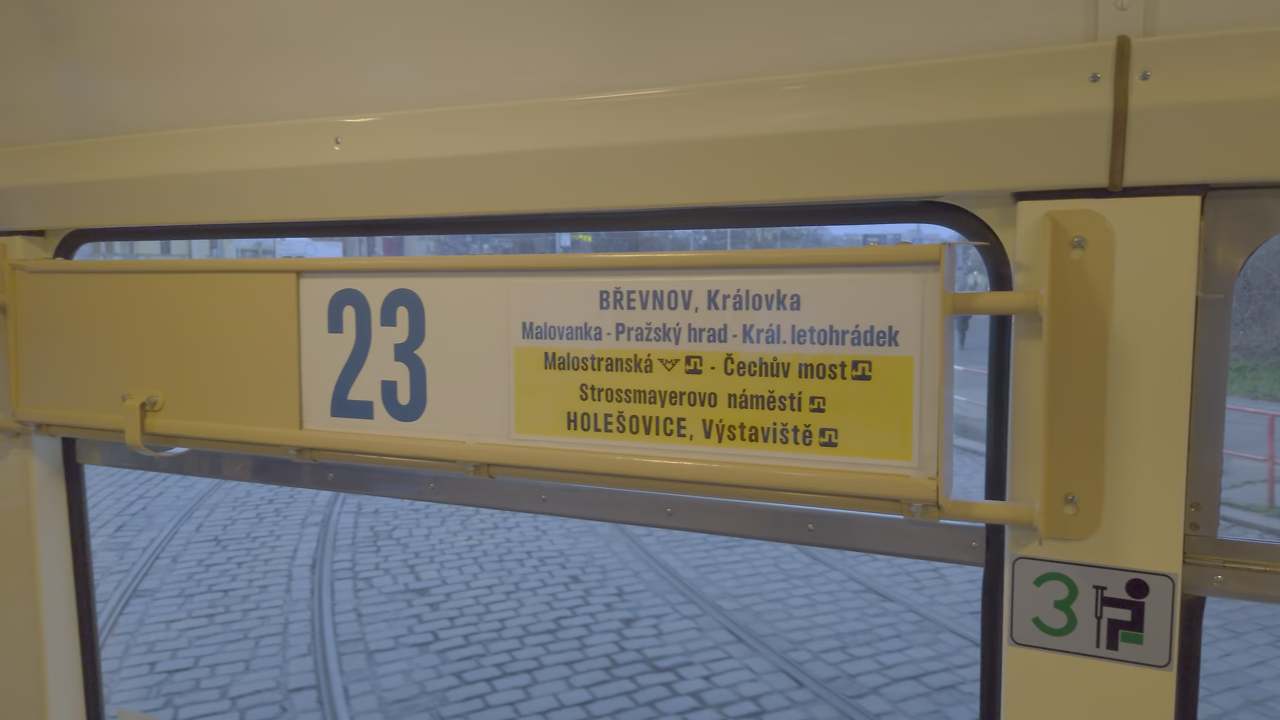 23
BŘEVNOV, Královka
Malovanka - Pražský hrad - Král. letohrádek
Malostranská - Čechův most
Strossmayerovo náměstí
HOLEŠOVICE, Výstaviště
3